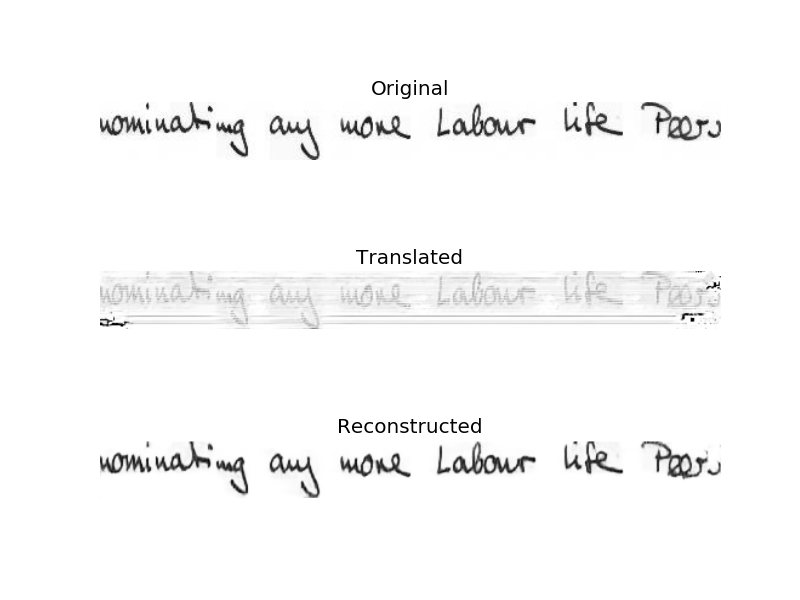 Original
nominating any more Labour life Peers
Translated
nominating any more Labour life Peers
Reconstructed
nominating any more Labour life Peers